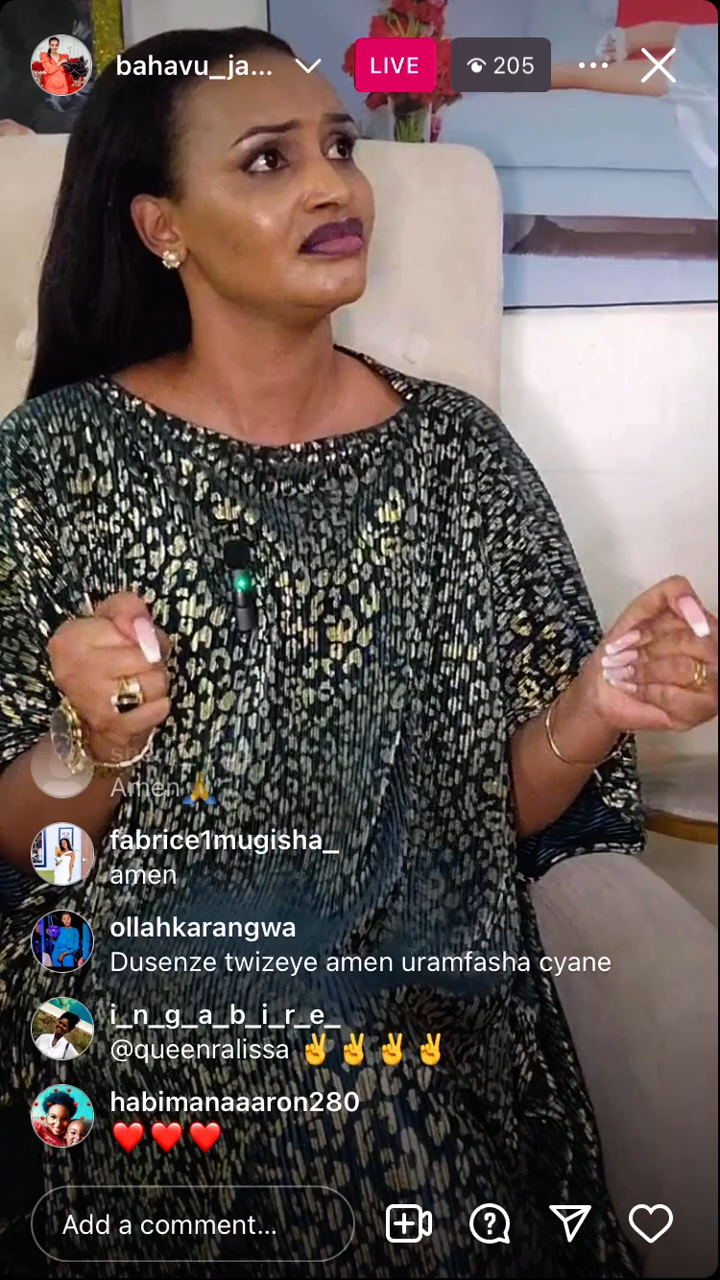 bahavu_ja...
LIVE
205
Amen🙏
fabrice1mugisha_
amen
ollahkarangwa
Dusenze twizeye amen uramfasha cyane
i_n_g_a_b_i_r_e_
@queenralissa ✌️✌️✌️✌️
habimanaaaron280
❤️❤️❤️
Add a comment...